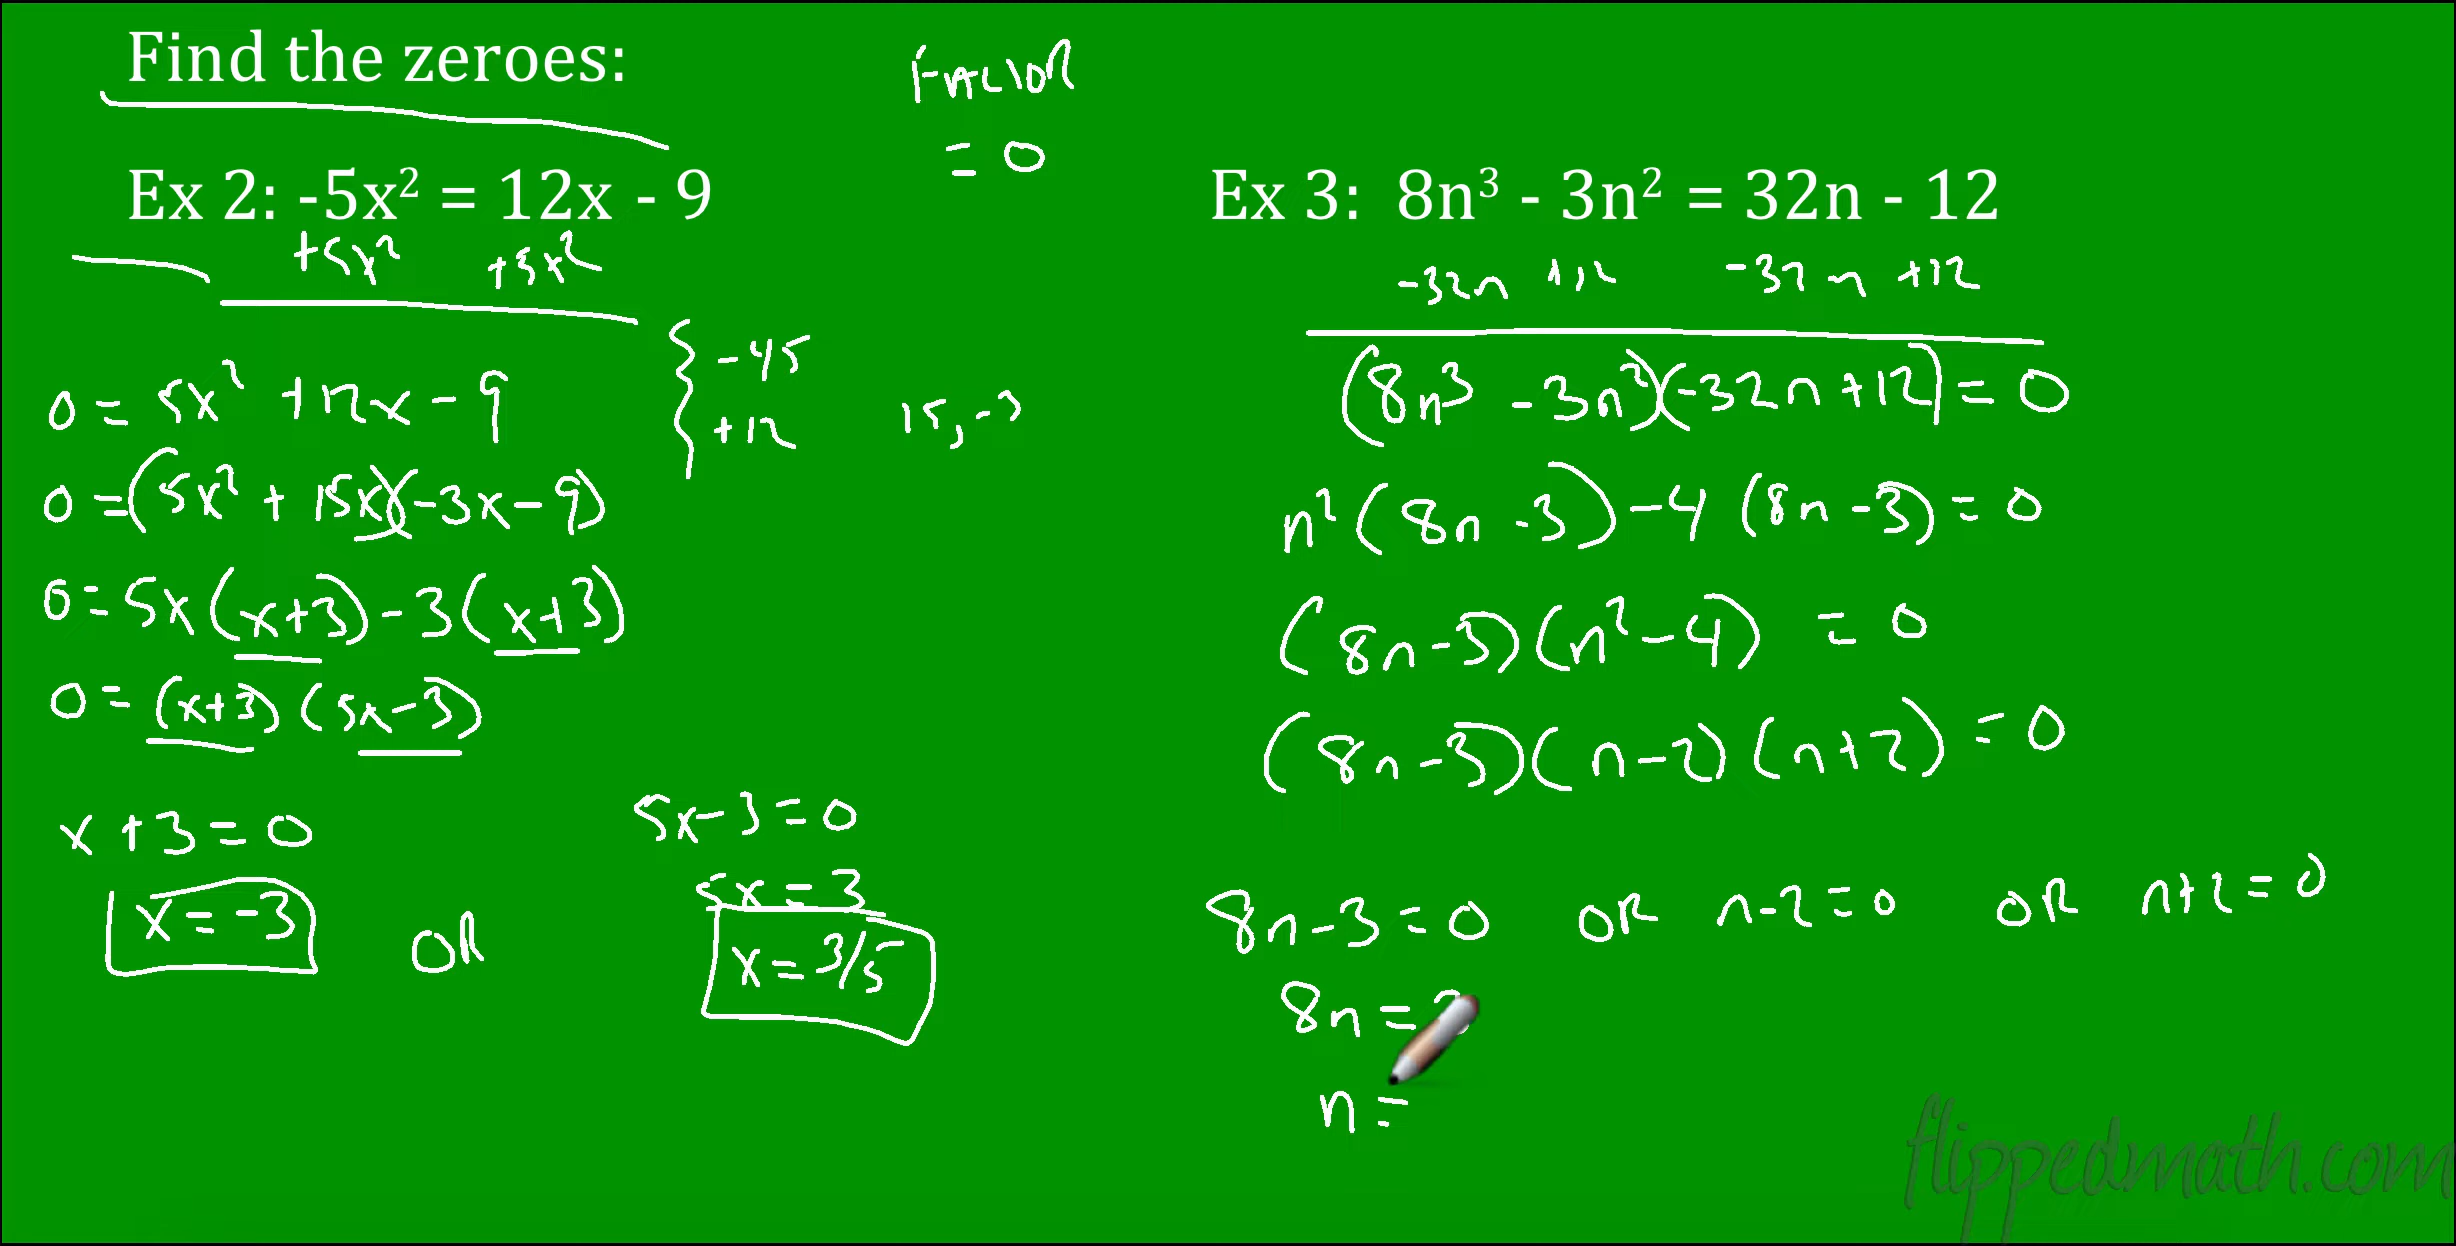 Find the zeroes:
FACTOR
= 0
Ex 2: -5x² = 12x - 9
+5x² +5x²
0 = 5x² + 12x - 9
{ -45
+12
15, -3
0 = (5x² + 15x)(-3x - 9)
0 = 5x(x+3) - 3(x+3)
0 = (x+3)(5x-3)
x + 3 = 0
x = -3
OR
5x - 3 = 0
5x = 3
x = 3/5
Ex 3: 8n³ - 3n² = 32n - 12
-32n +12 -32n +12
(8n³ - 3n²)(-32n + 12) = 0
n²(8n - 3) - 4(8n - 3) = 0
(8n - 3)(n² - 4) = 0
(8n - 3)(n - 2)(n + 2) = 0
8n - 3 = 0 OR n - 2 = 0 OR n + 2 = 0
8n =
n =
flippedmath.com